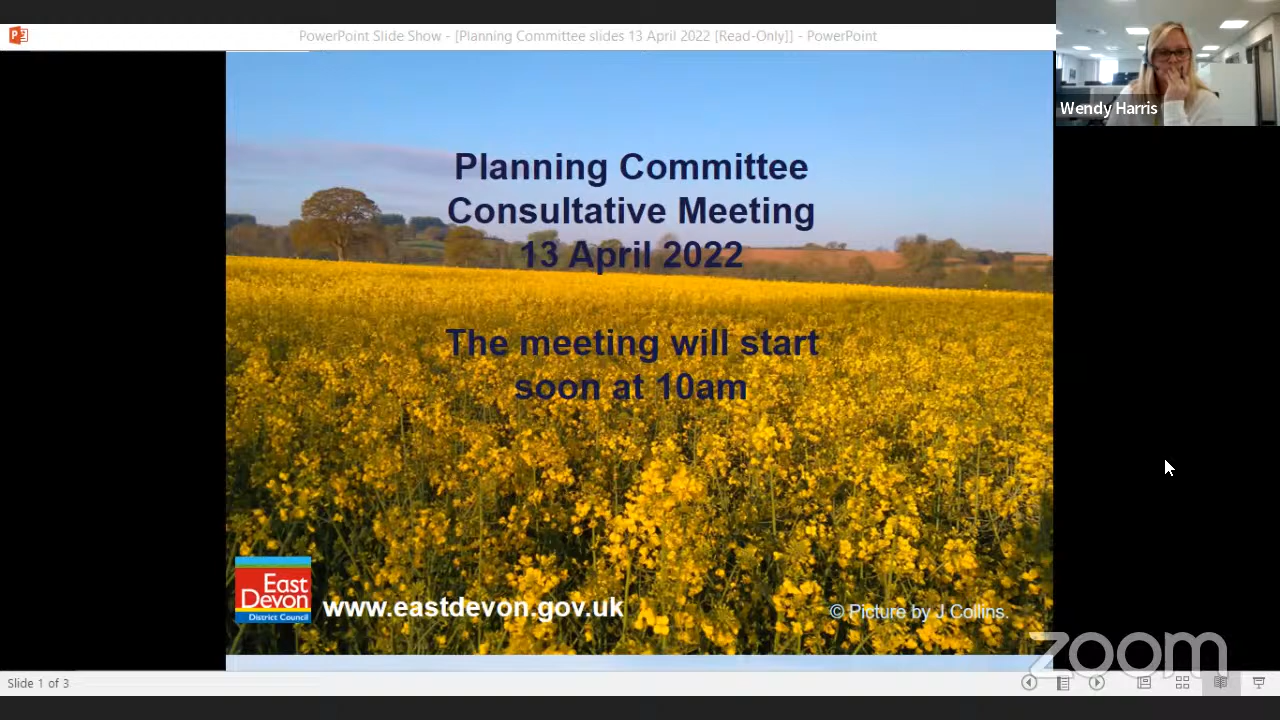 PowerPoint Slide Show - [Planning Committee slides 13 April 2022 [Read-Only]] - PowerPoint
Wendy Harris
Planning Committee
Consultative Meeting
13 April 2022
The meeting will start
soon at 10am
East
Devon
District Council
www.eastdevon.gov.uk
© Picture by J Collins.
zoom
Slide 1 of 3